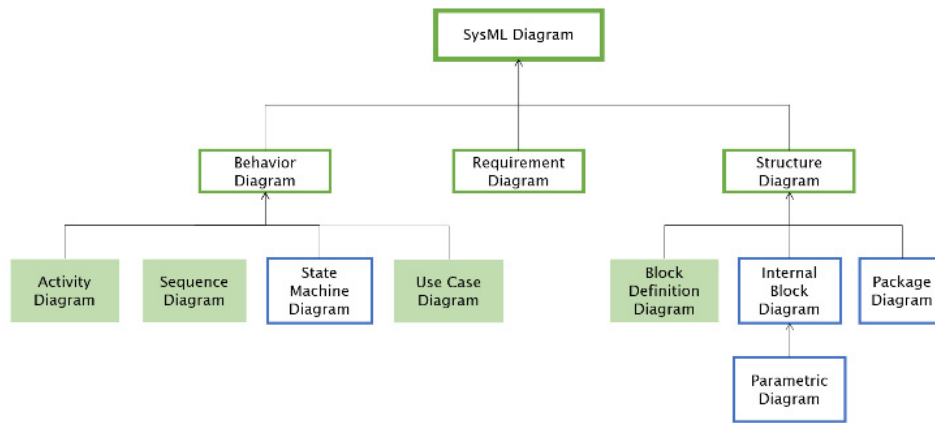 SysML Diagram
Behavior
Diagram
Requirement
Diagram
Structure
Diagram
Activity
Diagram
Sequence
Diagram
State
Machine
Diagram
Use Case
Diagram
Block
Definition
Diagram
Internal
Block
Diagram
Package
Diagram
Parametric
Diagram